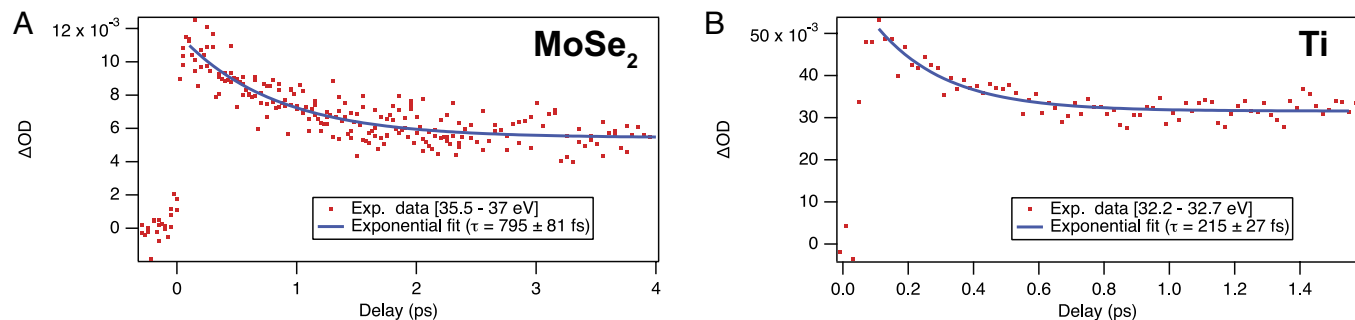 A
MoSe₂
12 x 10⁻³
10
8
6
4
2
0
ΔOD
Exp. data [35.5 - 37 eV]
Exponential fit (τ = 795 ± 81 fs)
0
1
2
3
4
Delay (ps)
B
Ti
50 x 10⁻³
40
30
20
10
0
ΔOD
Exp. data [32.2 - 32.7 eV]
Exponential fit (τ = 215 ± 27 fs)
0.0
0.2
0.4
0.6
0.8
1.0
1.2
1.4
Delay (ps)